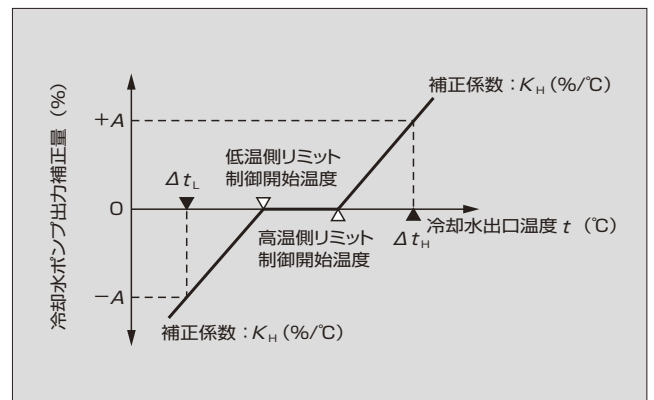 冷却水ポンプ出力補正量 (%)
補正係数：KH(%/℃)
+A
低温側リミット
制御開始温度
ΔtL
O
高温側リミット
制御開始温度
ΔtH
冷却水出口温度 t (℃)
−A
補正係数：KH(%/℃)